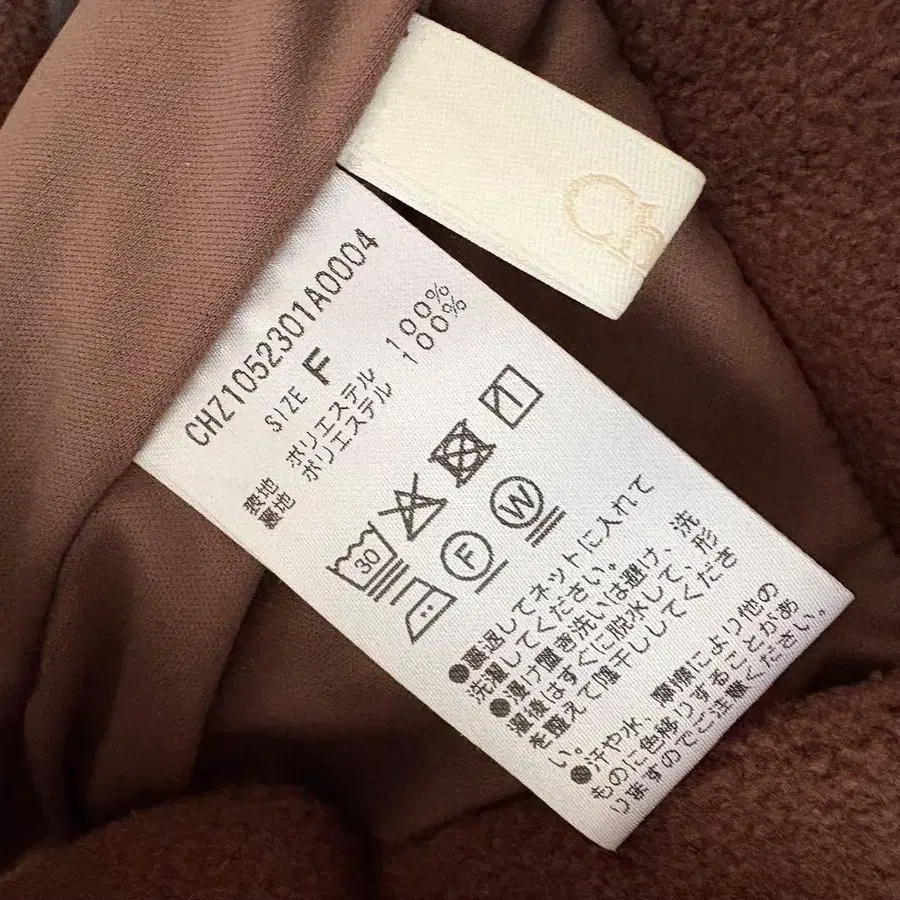 CHZ1052301A0004
SIZE F
表地 ポリエステル 100%
裏地 ポリエステル 100%
30
F W
●裏返してネットに入れて
洗濯してください。
●浸け置き洗いは避け、洗
濯後はすぐに脱水して、形
を整えて陰干ししてくださ
い。
●汗や水、摩擦により他の
ものに色移りすることがあ
りますのでご注意ください。